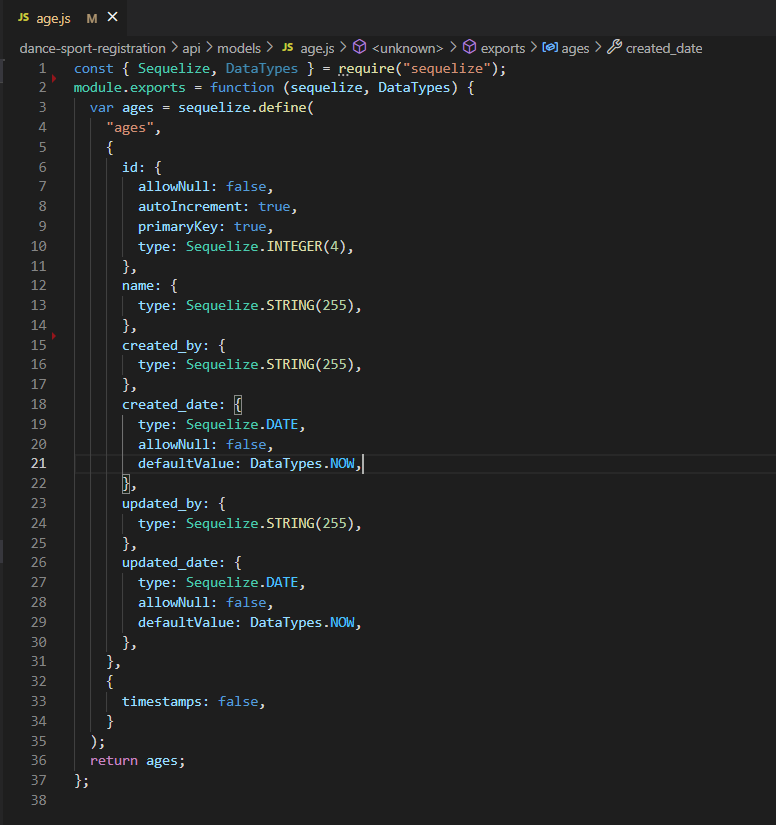 JS age.js M ×
dance-sport-registration > api > models > JS age.js > <unknown> > exports > ages > created_date
1 const { Sequelize, DataTypes } = require("sequelize");
2 module.exports = function (sequelize, DataTypes) {
3   var ages = sequelize.define(
4     "ages",
5     {
6       id: {
7         allowNull: false,
8         autoIncrement: true,
9         primaryKey: true,
10         type: Sequelize.INTEGER(4),
11       },
12       name: {
13         type: Sequelize.STRING(255),
14       },
15       created_by: {
16         type: Sequelize.STRING(255),
17       },
18       created_date: {
19         type: Sequelize.DATE,
20         allowNull: false,
21         defaultValue: DataTypes.NOW,
22       },
23       updated_by: {
24         type: Sequelize.STRING(255),
25       },
26       updated_date: {
27         type: Sequelize.DATE,
28         allowNull: false,
29         defaultValue: DataTypes.NOW,
30       },
31     },
32     {
33       timestamps: false,
34     }
35   );
36   return ages;
37 };
38